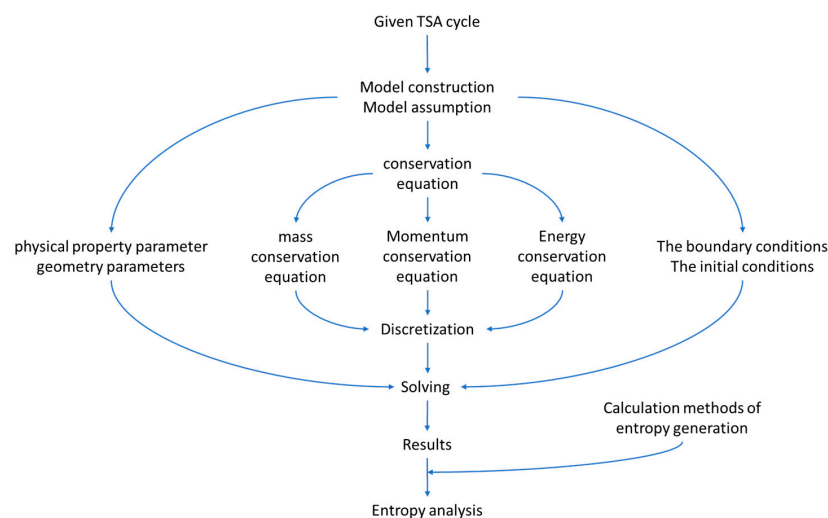 Given TSA cycle
Model construction
Model assumption
conservation
equation
physical property parameter
geometry parameters
mass
conservation
equation
Momentum
conservation
equation
Energy
conservation
equation
The boundary conditions
The initial conditions
Discretization
Solving
Calculation methods of
entropy generation
Results
Entropy analysis